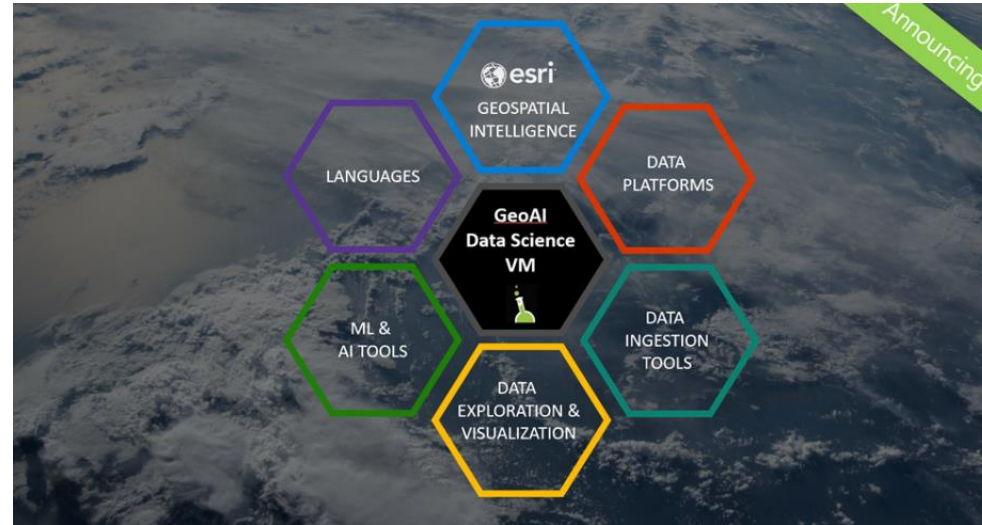 Announcing
esri
GEOSPATIAL
INTELLIGENCE
LANGUAGES
DATA
PLATFORMS
GeoAI
Data Science
VM
ML &
AI TOOLS
DATA
INGESTION
TOOLS
DATA
EXPLORATION &
VISUALIZATION